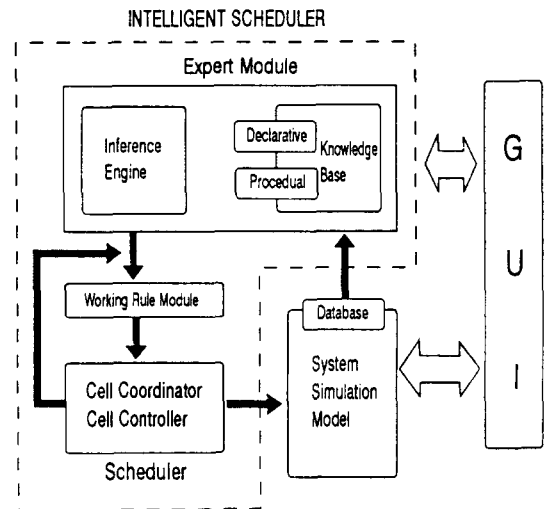 INTELLIGENT SCHEDULER
Expert Module
Inference
Engine
Declarative
Procedual
Knowledge
Base
Working Rule Module
Cell Coordinator
Cell Controller
Scheduler
Database
System
Simulation
Model
G
U
I